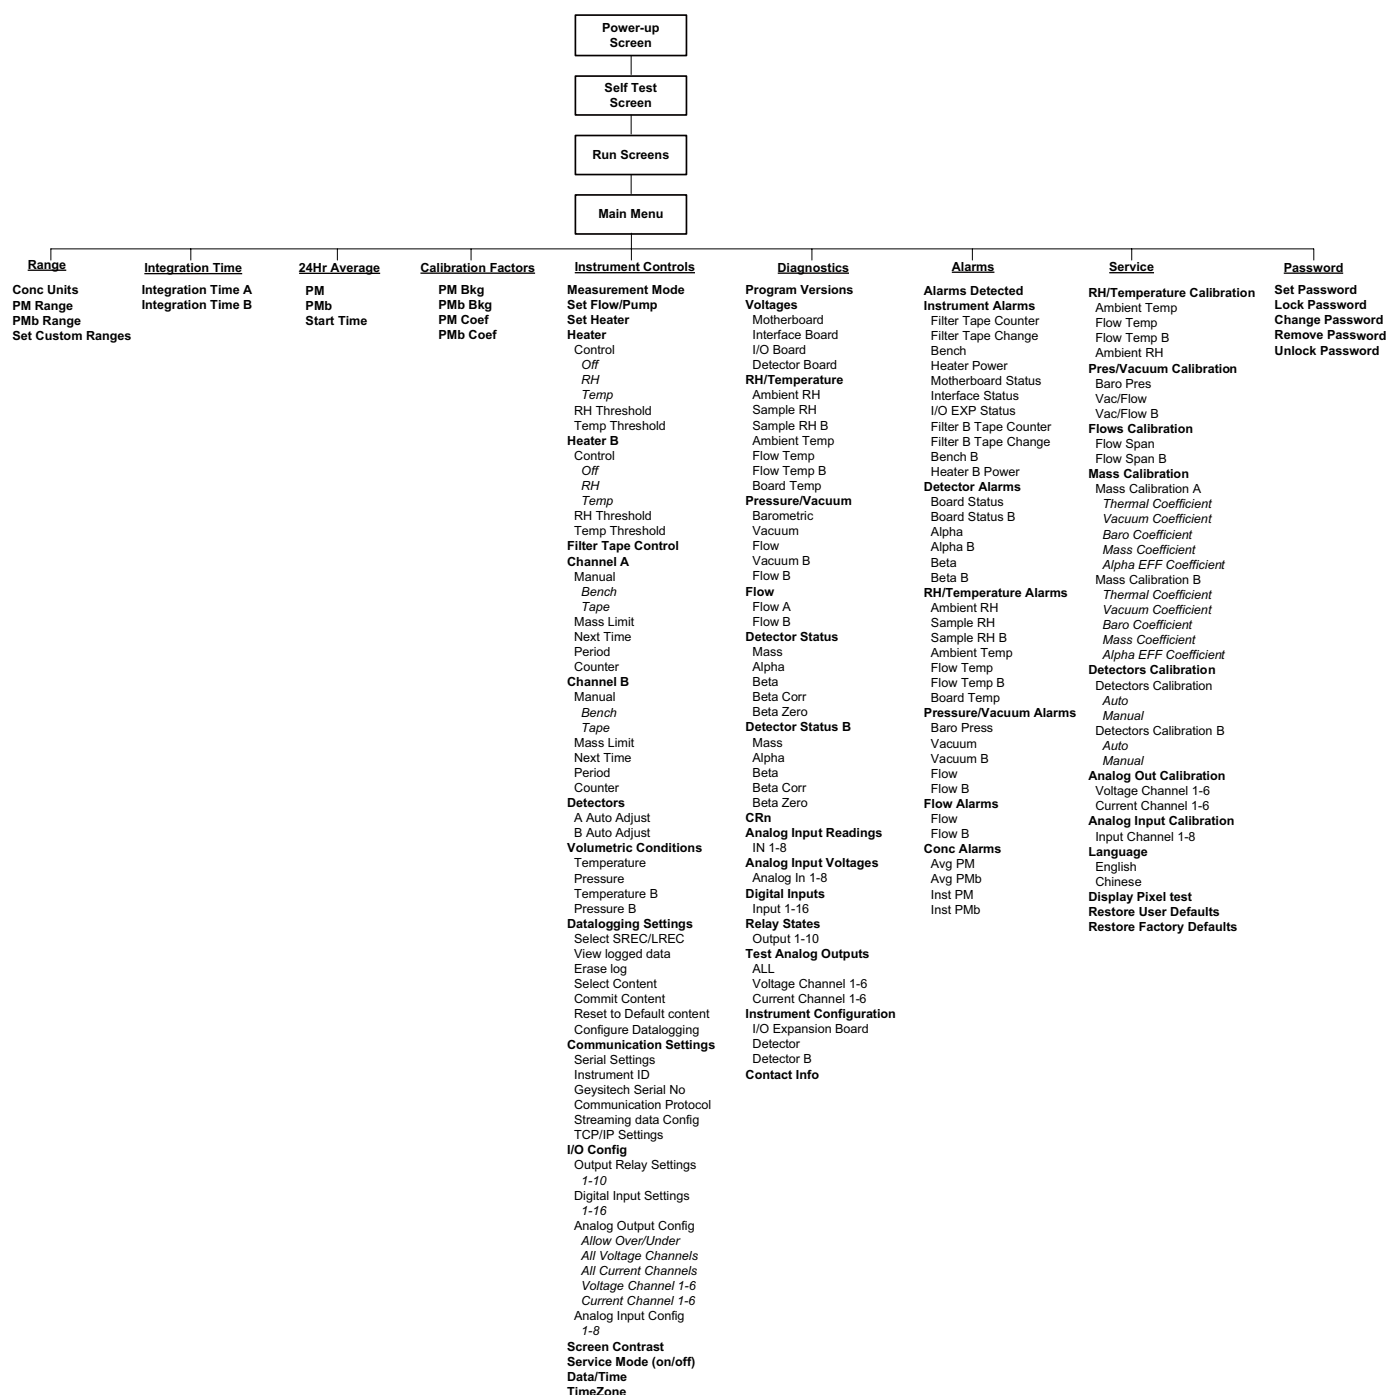 Power-up
Screen
Self Test
Screen
Run Screens
Main Menu
Range
Conc Units
PM Range
PMb Range
Set Custom Ranges
Integration Time
Integration Time A
Integration Time B
24Hr Average
PM
PMb
Start Time
Calibration Factors
PM Bkg
PMb Bkg
PM Coef
PMb Coef
Instrument Controls
Measurement Mode
Set Flow/Pump
Set Heater
Heater
Control
Off
RH
Temp
RH Threshold
Temp Threshold
Heater B
Control
Off
RH
Temp
RH Threshold
Temp Threshold
Filter Tape Control
Channel A
Manual
Bench
Tape
Mass Limit
Next Time
Period
Counter
Channel B
Manual
Bench
Tape
Mass Limit
Next Time
Period
Counter
Detectors
A Auto Adjust
B Auto Adjust
Volumetric Conditions
Temperature
Pressure
Temperature B
Pressure B
Datalogging Settings
Select SREC/LREC
View logged data
Erase log
Select Content
Commit Content
Reset to Default content
Configure Datalogging
Communication Settings
Serial Settings
Instrument ID
Geysitech Serial No
Communication Protocol
Streaming data Config
TCP/IP Settings
I/O Config
Output Relay Settings
1-10
Digital Input Settings
1-16
Analog Output Config
Allow Over/Under
All Voltage Channels
All Current Channels
Voltage Channel 1-6
Current Channel 1-6
Analog Input Config
1-8
Screen Contrast
Service Mode (on/off)
Data/Time
TimeZone
Diagnostics
Program Versions
Voltages
Motherboard
Interface Board
I/O Board
Detector Board
RH/Temperature
Ambient RH
Sample RH
Sample RH B
Ambient Temp
Flow Temp
Flow Temp B
Board Temp
Pressure/Vacuum
Barometric
Vacuum
Flow
Vacuum B
Flow B
Flow
Flow A
Flow B
Detector Status
Mass
Alpha
Beta
Beta Corr
Beta Zero
Detector Status B
Mass
Alpha
Beta
Beta Corr
Beta Zero
CRn
Analog Input Readings
IN 1-8
Analog Input Voltages
Analog In 1-8
Digital Inputs
Input 1-16
Relay States
Output 1-10
Test Analog Outputs
ALL
Voltage Channel 1-6
Current Channel 1-6
Instrument Configuration
I/O Expansion Board
Detector
Detector B
Contact Info
Alarms
Alarms Detected
Instrument Alarms
Filter Tape Counter
Filter Tape Change
Bench
Heater Power
Motherboard Status
Interface Status
I/O EXP Status
Filter B Tape Counter
Filter B Tape Change
Bench B
Heater B Power
Detector Alarms
Board Status
Board Status B
Alpha
Alpha B
Beta
Beta B
RH/Temperature Alarms
Ambient RH
Sample RH
Sample RH B
Ambient Temp
Flow Temp
Flow Temp B
Board Temp
Pressure/Vacuum Alarms
Baro Press
Vacuum
Vacuum B
Flow
Flow B
Flow Alarms
Flow
Flow B
Conc Alarms
Avg PM
Avg PMb
Inst PM
Inst PMb
Service
RH/Temperature Calibration
Ambient Temp
Flow Temp
Flow Temp B
Ambient RH
Pres/Vacuum Calibration
Baro Pres
Vac/Flow
Vac/Flow B
Flows Calibration
Flow Span
Flow Span B
Mass Calibration
Mass Calibration A
Thermal Coefficient
Vacuum Coefficient
Baro Coefficient
Mass Coefficient
Alpha EFF Coefficient
Mass Calibration B
Thermal Coefficient
Vacuum Coefficient
Baro Coefficient
Mass Coefficient
Alpha EFF Coefficient
Detectors Calibration
Detectors Calibration
Auto
Manual
Detectors Calibration B
Auto
Manual
Analog Out Calibration
Voltage Channel 1-6
Current Channel 1-6
Analog Input Calibration
Input Channel 1-8
Language
English
Chinese
Display Pixel test
Restore User Defaults
Restore Factory Defaults
Password
Set Password
Lock Password
Change Password
Remove Password
Unlock Password